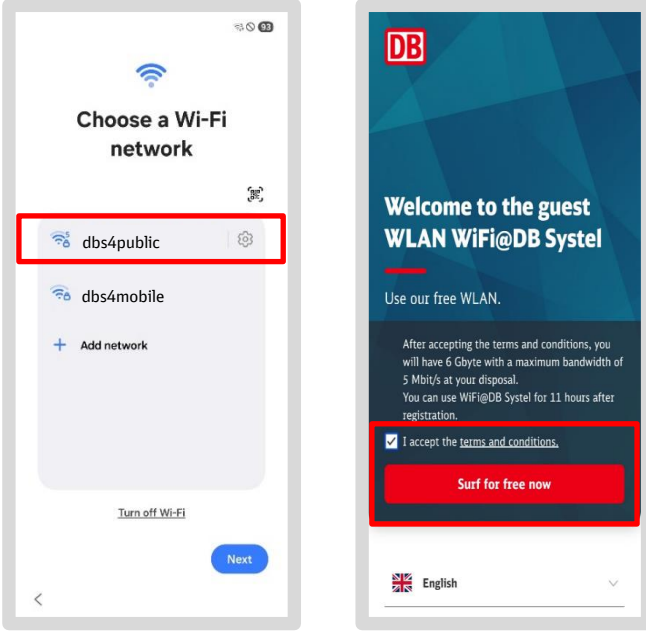 93
Choose a Wi-Fi
network
dbs4public
dbs4mobile
Add network
Turn off Wi-Fi
Next
DB
Welcome to the guest
WLAN WiFi@DB Systel
Use our free WLAN.
After accepting the terms and conditions, you
will have 6 Gbyte with a maximum bandwidth of
5 Mbit/s at your disposal.
You can use WiFi@DB Systel for 11 hours after
registration.
I accept the terms and conditions.
Surf for free now
English